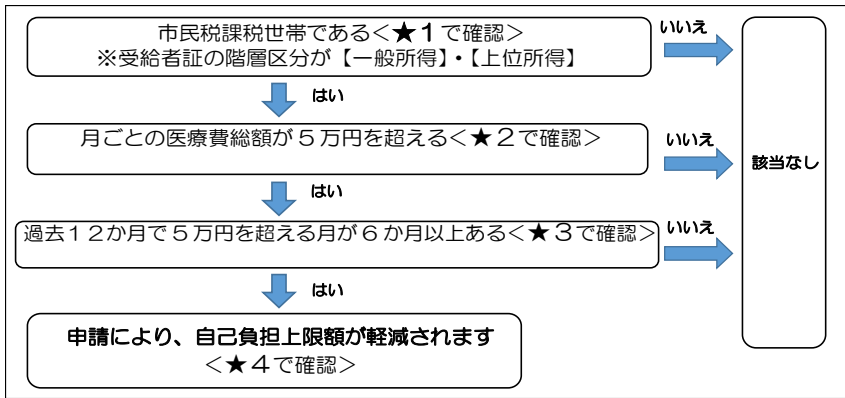 市民税課税世帯である＜★１で確認＞
※受給者証の階層区分が【一般所得】・【上位所得】
いいえ
はい
月ごとの医療費総額が５万円を超える＜★２で確認＞
いいえ
該当なし
はい
過去１２か月で５万円を超える月が６か月以上ある＜★３で確認＞
いいえ
はい
申請により、自己負担上限額が軽減されます
＜★４で確認＞